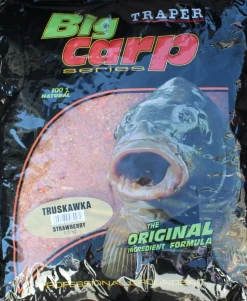 TRAPER
Big
carp
series
100%
NATURAL
TRUSKAWKA
STRAWBERRY
THE
ORIGINAL
INGREDIENT FORMULA